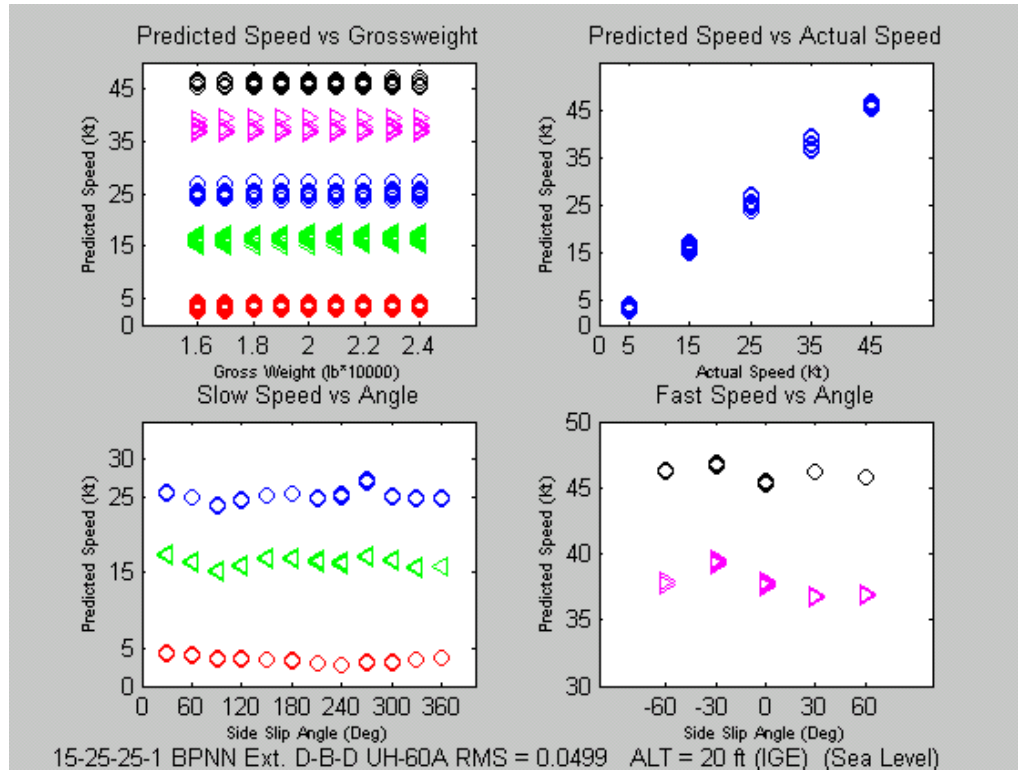 Predicted Speed vs Grossweight
Predicted Speed (Kt)
45
35
25
15
5
0
1.6 1.8 2 2.2 2.4
Gross Weight (lb*10000)
Predicted Speed vs Actual Speed
Predicted Speed (Kt)
45
35
25
15
5
0
0 5 15 25 35 45
Actual Speed (Kt)
Slow Speed vs Angle
Predicted Speed (Kt)
35
25
15
5
0
0 60 120 180 240 300 360
Side Slip Angle (Deg)
Fast Speed vs Angle
Predicted Speed (Kt)
50
45
40
35
30
-60 -30 0 30 60
Side Slip Angle (Deg)
15-25-25-1 BPNN Ext. D-B-D UH-60A RMS = 0.0499 ALT = 20 ft (IGE) (Sea Level)